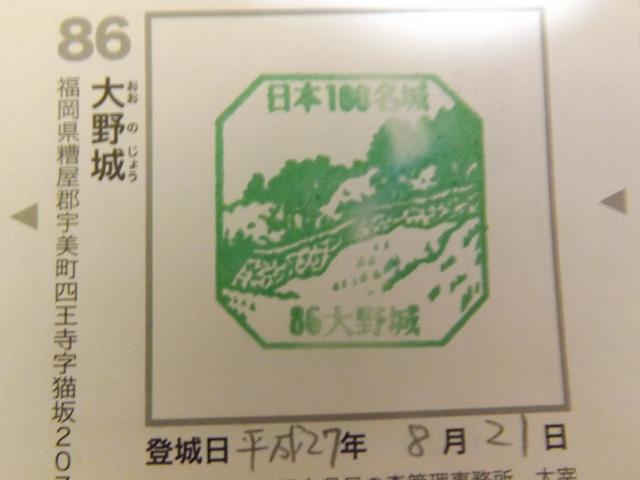 86
大野城
おおのじょう
福岡県糟屋郡宇美町四王寺字猫坂20
日本100名城
86大野城
登城日 平成27年 8月21日